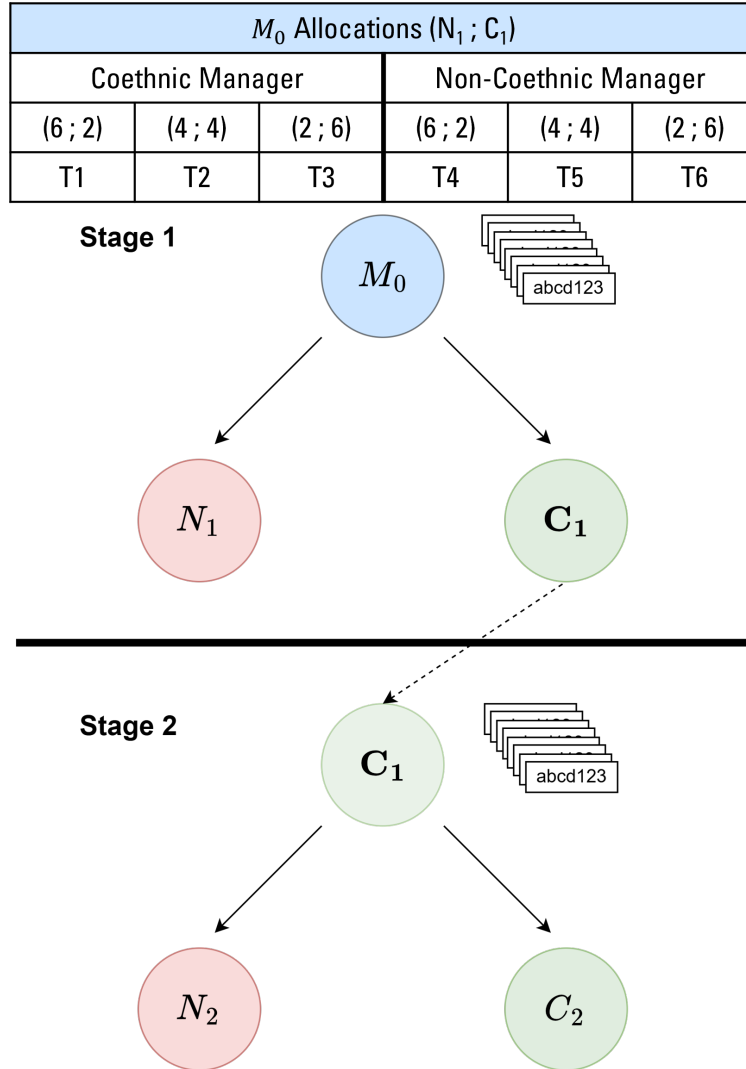 M₀ Allocations (N₁ ; C₁)
Coethnic Manager Non-Coethnic Manager
(6 ; 2) (4 ; 4) (2 ; 6) (6 ; 2) (4 ; 4) (2 ; 6)
T1 T2 T3 T4 T5 T6
Stage 1
M₀
abcd123
N₁ C₁
Stage 2
C₁
abcd123
N₂ C₂